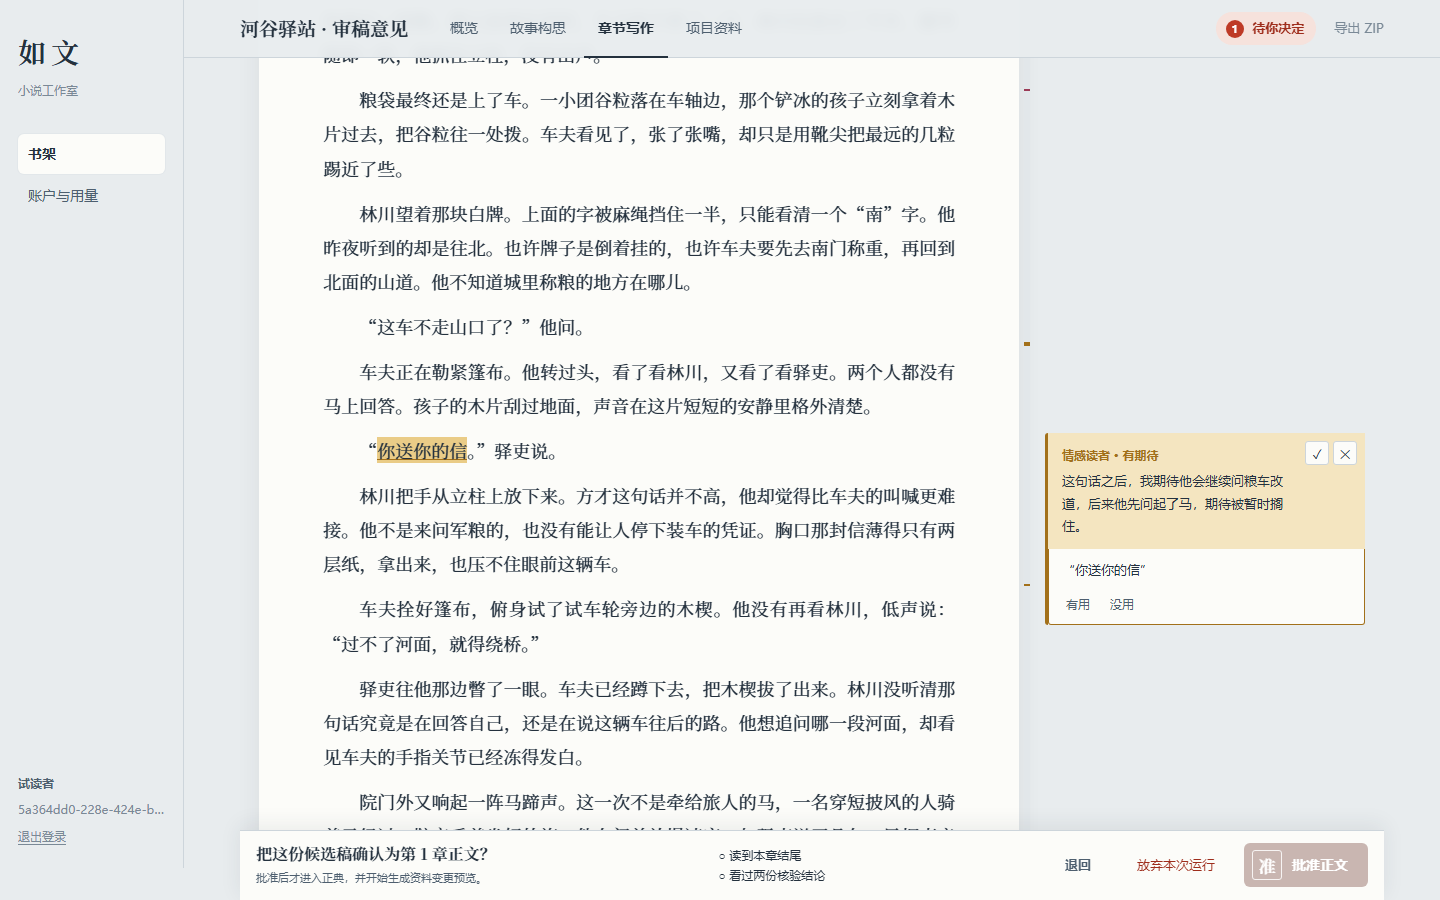 如文
小说工作室
书架
账户与用量
试读者
5a364dd0-228e-424e-b...
退出登录
河谷驿站 · 审稿意见
概览
故事构思
章节写作
项目资料
1 待你决定
导出 ZIP
粮袋最终还是上了车。一小团谷粒落在车轴边，那个铲冰的孩子立刻拿着木
片过去，把谷粒往一处拨。车夫看见了，张了张嘴，却只是用靴尖把最远的几粒
踢近了些。
林川望着那块白牌。上面的字被麻绳挡住一半，只能看清一个“南”字。他
昨夜听到的却是往北。也许牌子是倒着挂的，也许车夫要先去南门称重，再回到
北面的山道。他不知道城里称粮的地方在哪儿。
“这车不走山口了？”他问。
车夫正在勒紧篷布。他转过头，看了看林川，又看了看驿吏。两个人都没有
马上回答。孩子的木片刮过地面，声音在这片短短的安静里格外清楚。
“你送你的信。”驿吏说。
林川把手从立柱上放下来。方才这句话并不高，他却觉得比车夫的叫喊更难
接。他不是来问军粮的，也没有能让人停下装车的凭证。胸口那封信薄得只有两
层纸，拿出来，也压不住眼前这辆车。
车夫拴好篷布，俯身试了试车轮旁边的木楔。他没有再看林川，低声说：
“过不了河面，就得绕桥。”
驿吏往他那边瞥了一眼。车夫已经蹲下去，把木楔拔了出来。林川没听清那
句话究竟是在回答自己，还是在说这辆车往后的路。他想追问哪一段河面，却看
见车夫的手指关节已经冻得发白。
院门外又响起一阵马蹄声。这一次不是牵给旅人的马，一名穿短披风的人骑
情感读者 • 有期待
✓
✕
这句话之后，我期待他会继续问粮车改
道，后来他先问起了马，期待被暂时搁
住。
“你送你的信”
有用
没用
把这份候选稿确认为第 1 章正文？
批准后才进入正典，并开始生成资料变更预览。
○ 读到本章结尾
○ 看过两份核验结论
退回
放弃本次运行
准 批准正文